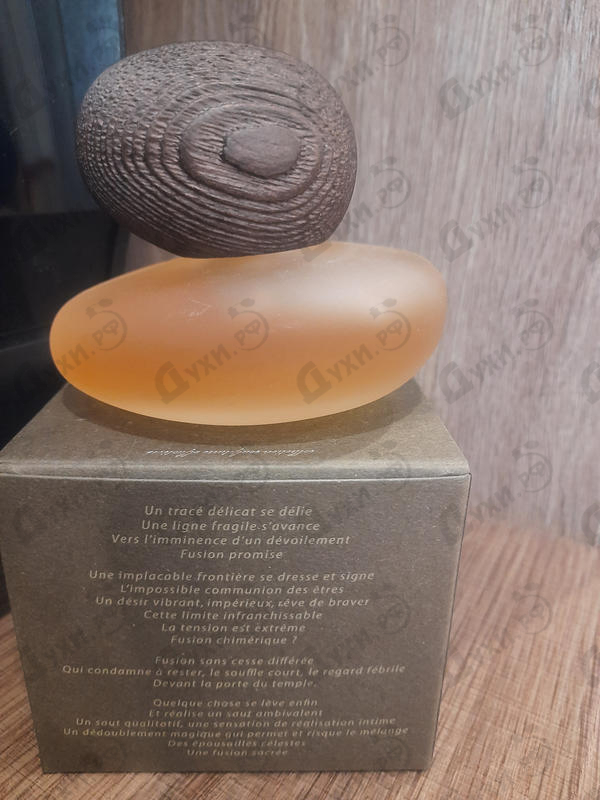 Un tracé délicat se délie
Une ligne fragile s'avance
Vers l'imminence d'un dévoilement
Fusion promise
Une implacable frontière se dresse et signe
L'impossible communion des êtres
Un désir vibrant, impérieux, rêve de braver
Cette limite infranchissable
La tension est extrême
Fusion chimérique ?
Fusion sans cesse différée
Qui condamne à rester, le souffle court, le regard fébrile
Devant la porte du temple.
Quelque chose se lève enfin
Et réalise un saut ambivalent
Un saut qualitatif, une sensation de réalisation intime
Un dédoublement magique qui permet et risque le mélange
Des épousailles célestes
Une fusion sacrée
Духи.рф